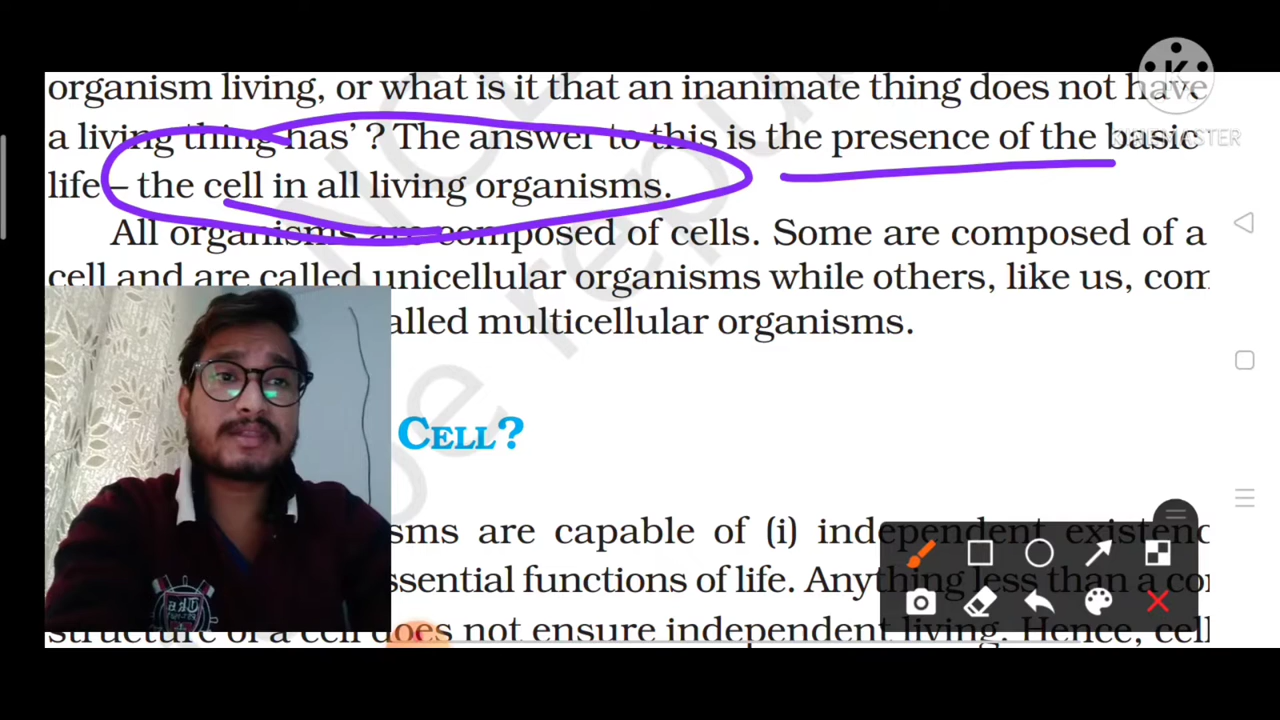 organism living, or what is it that an inanimate thing does not have
a living thing has' ? The answer to this is the presence of the basic
life – the cell in all living organisms.
All organisms are composed of cells. Some are composed of a
cell and are called unicellular organisms while others, like us, com
alled multicellular organisms.
CELL?
sms are capable of (i) independent existenc
ssential functions of life. Anything less than a co
structure of a cell does not ensure independent living. Hence, cell
KINEMASTER